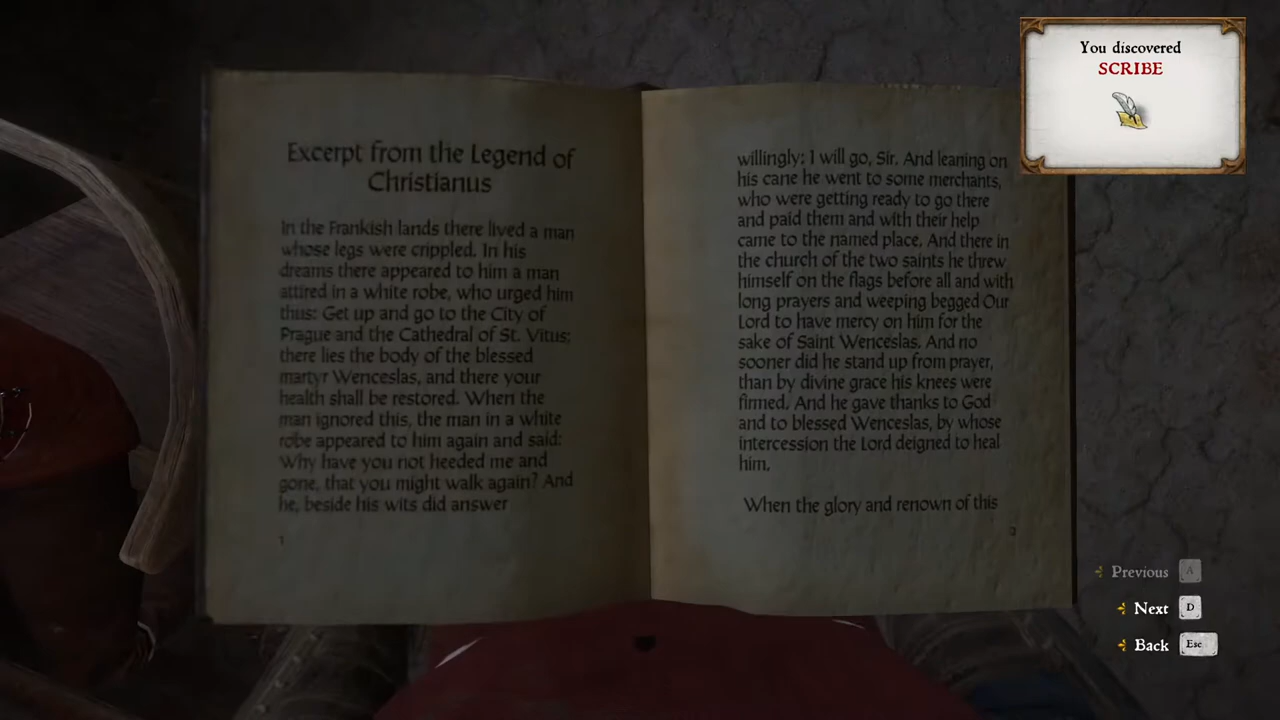 You discovered
SCRIBE
Excerpt from the Legend of
Christianus
In the Frankish lands there lived a man
whose legs were crippled. In his
dreams there appeared to him a man
attired in a white robe, who urged him
thus: Get up and go to the City of
Prague and the Cathedral of St. Vitus;
there lies the body of the blessed
martyr Wenceslas, and there your
health shall be restored. When the
man ignored this, the man in a white
robe appeared to him again and said:
Why have you not heeded me and
gone, that you might walk again? And
he, beside his wits did answer
1
willingly: I will go, Sir. And leaning on
his cane he went to some merchants,
who were getting ready to go there
and paid them and with their help
came to the named place. And there in
the church of the two saints he threw
himself on the flags before all and with
long prayers and weeping begged Our
Lord to have mercy on him for the
sake of Saint Wenceslas. And no
sooner did he stand up from prayer,
than by divine grace his knees were
firmed. And he gave thanks to God
and to blessed Wenceslas, by whose
intercession the Lord deigned to heal
him.
When the glory and renown of this
Previous A
Next D
Back Esc